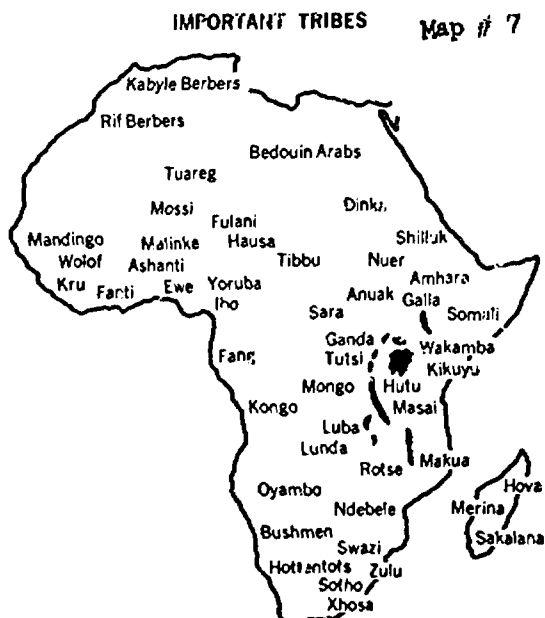 IMPORTANT TRIBES Map # 7
Kabyle Berbers
Rif Berbers
Bedouin Arabs
Tuareg
Mossi
Fulani
Dinka
Mandingo
Malinke
Hausa
Shilluk
Wolof
Ashanti
Tibbu
Nuer
Kru
Fanti
Ewe
Yoruba
Amhara
Ibo
Anuak
Galla
Sara
Somali
Ganda
Wakamba
Fang
Tutsi
Kikuyu
Mongo
Hutu
Kongo
Masai
Luba
Lunda
Rotse
Makua
Oyambo
Ndebele
Merina
Hova
Bushmen
Swazi
Sakalana
Hottentots
Zulu
Sotho
Xhosa